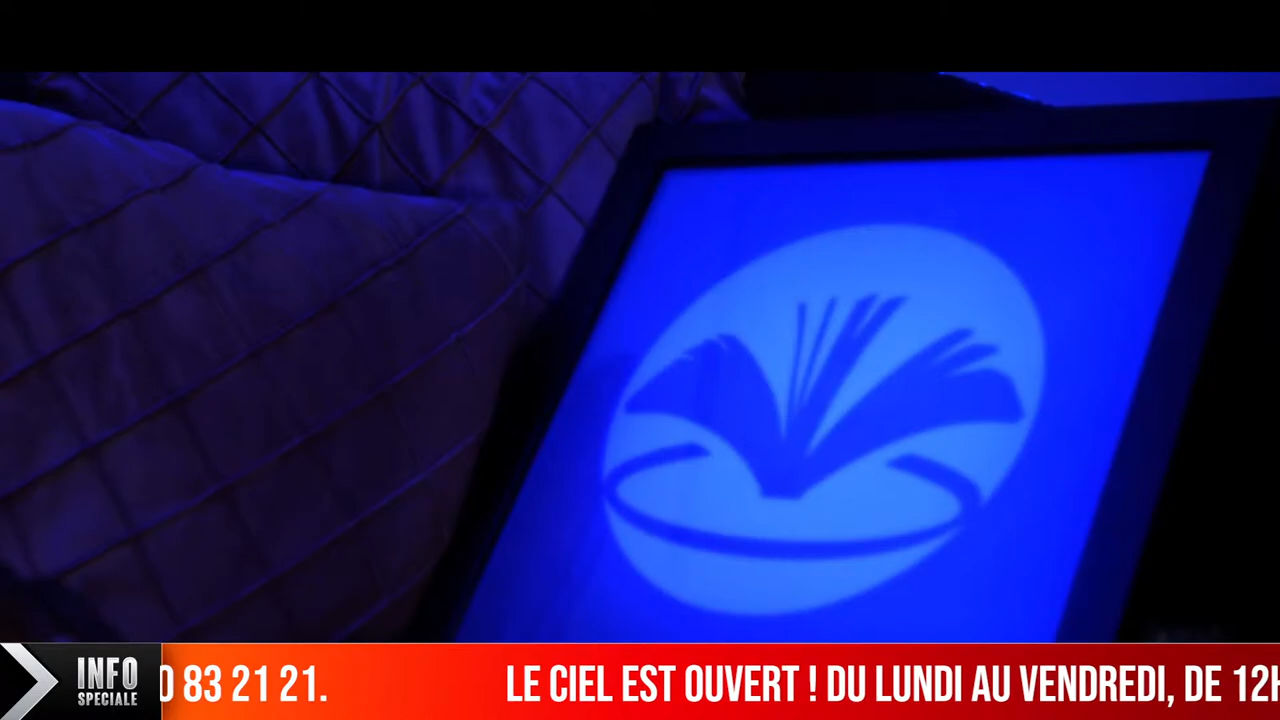 INFO
SPECIALE
0 83 21 21. LE CIEL EST OUVERT ! DU LUNDI AU VENDREDI, DE 12H